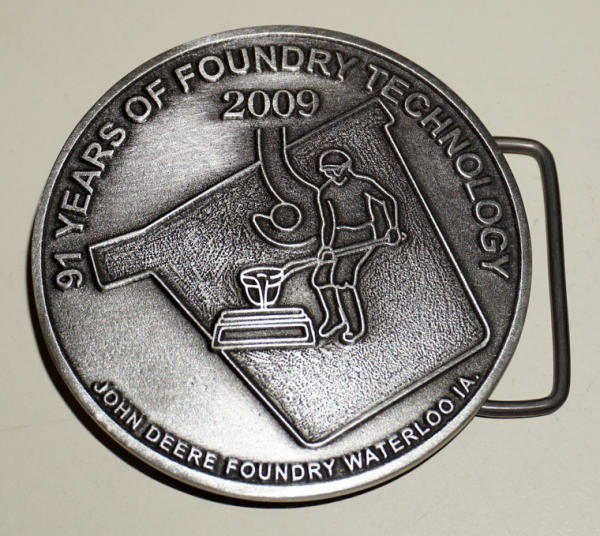 91 YEARS OF FOUNDRY TECHNOLOGY
2009
JOHN DEERE FOUNDRY WATERLOO IA.